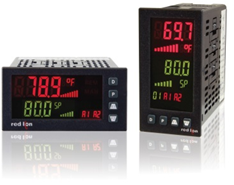 78.9 °F
80.0 SP
D
P
A1 A2
red lion
69.7
°F
80.0
SP
O1 A1 A2
red lion